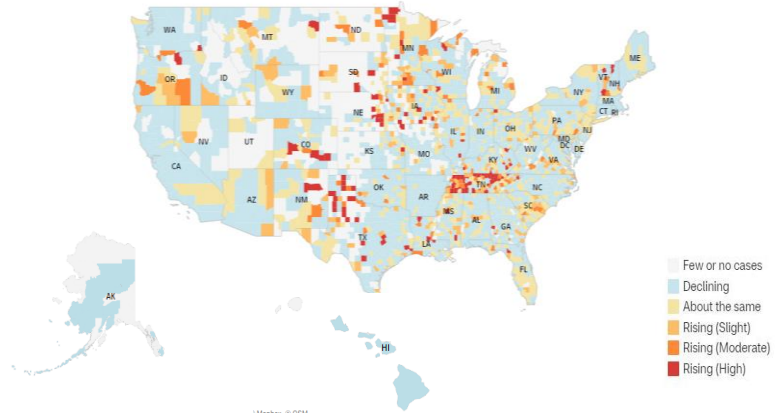 WA
MT
ND
MN
ME
OR
ID
SD
WI
VT
NH
WY
MI
NY
MA
CT RI
IA
NE
PA
NJ
NV
UT
CO
IL
IN
OH
MD
DE
DC
WV
VA
CA
KS
MO
KY
AZ
NM
OK
AR
TN
NC
SC
MS
AL
GA
TX
LA
FL
AK
HI
Few or no cases
Declining
About the same
Rising (Slight)
Rising (Moderate)
Rising (High)